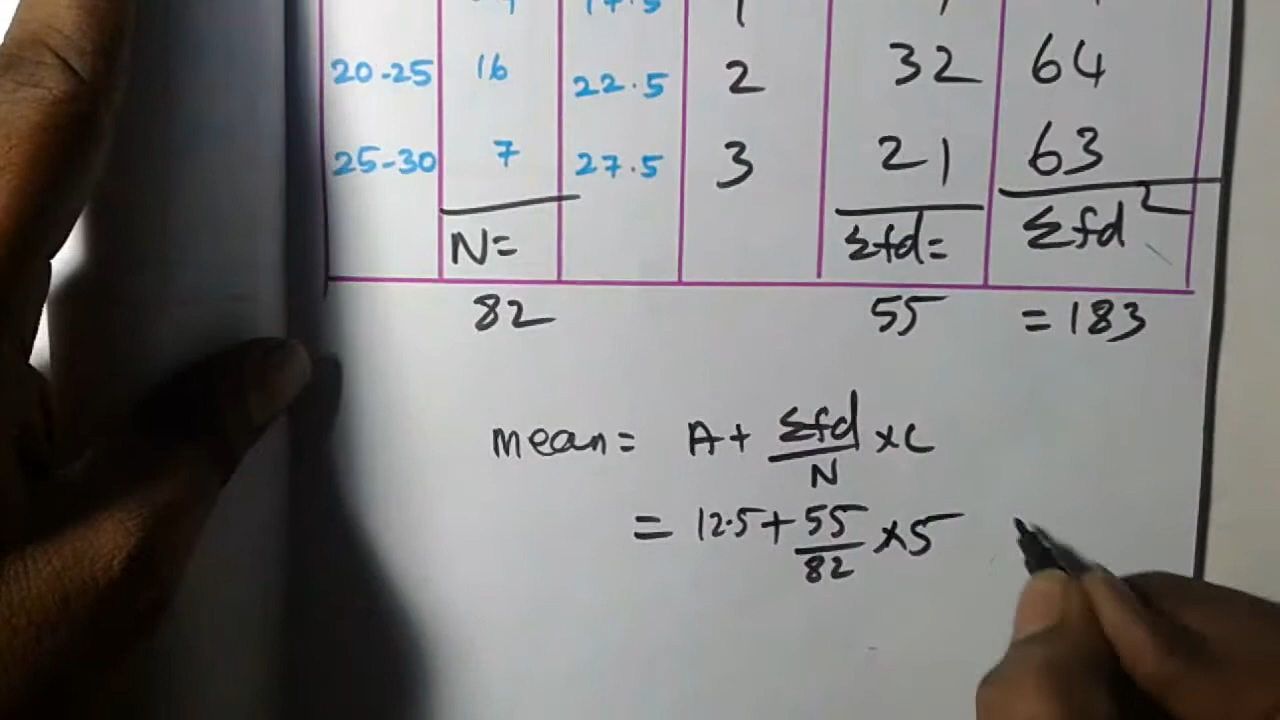 20-25 16 22.5 2 32 64
25-30 7 27.5 3 21 63
N= Σfd= Σfd²
82 55 =183
mean= A+ Σfd/N ×C
= 12.5+ 55/82 ×5